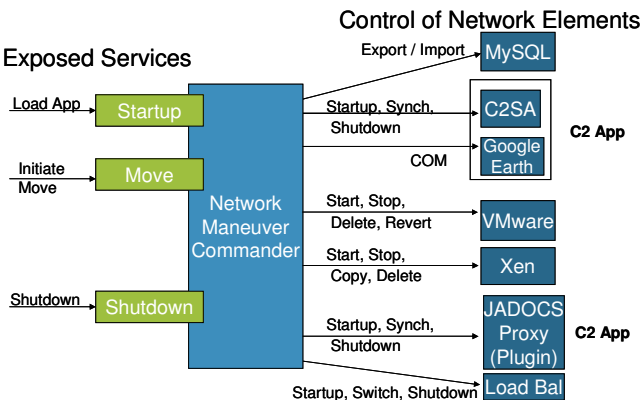 Control of Network Elements
Exposed Services
Export / Import
MySQL
Load App
Startup
Startup, Synch,
Shutdown
C2SA
C2 App
Google
Earth
COM
Initiate
Move
Move
Network
Maneuver
Commander
Start, Stop,
Delete, Revert
VMware
Start, Stop,
Copy, Delete
Xen
Shutdown
Shutdown
Startup, Synch,
Shutdown
JADOCS
Proxy
(Plugin)
C2 App
Startup, Switch, Shutdown
Load Bal